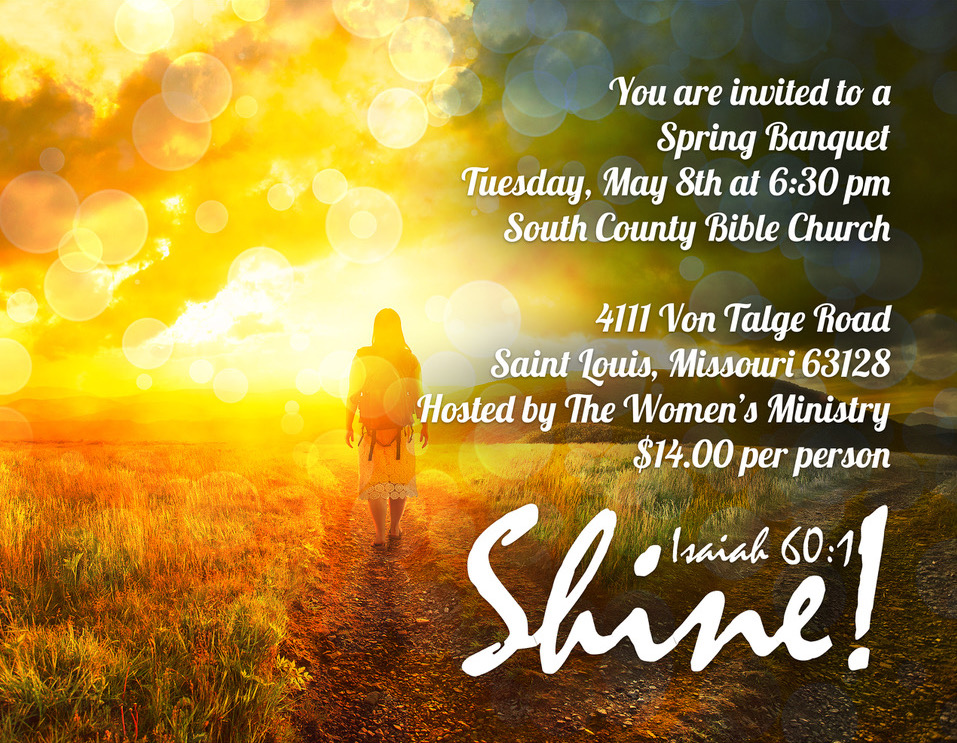 You are invited to a
Spring Banquet
Tuesday, May 8th at 6:30 pm
South County Bible Church
4111 Von Talge Road
Saint Louis, Missouri 63128
Hosted by The Women's Ministry
$14.00 per person
Isaiah 60:1
Shine!